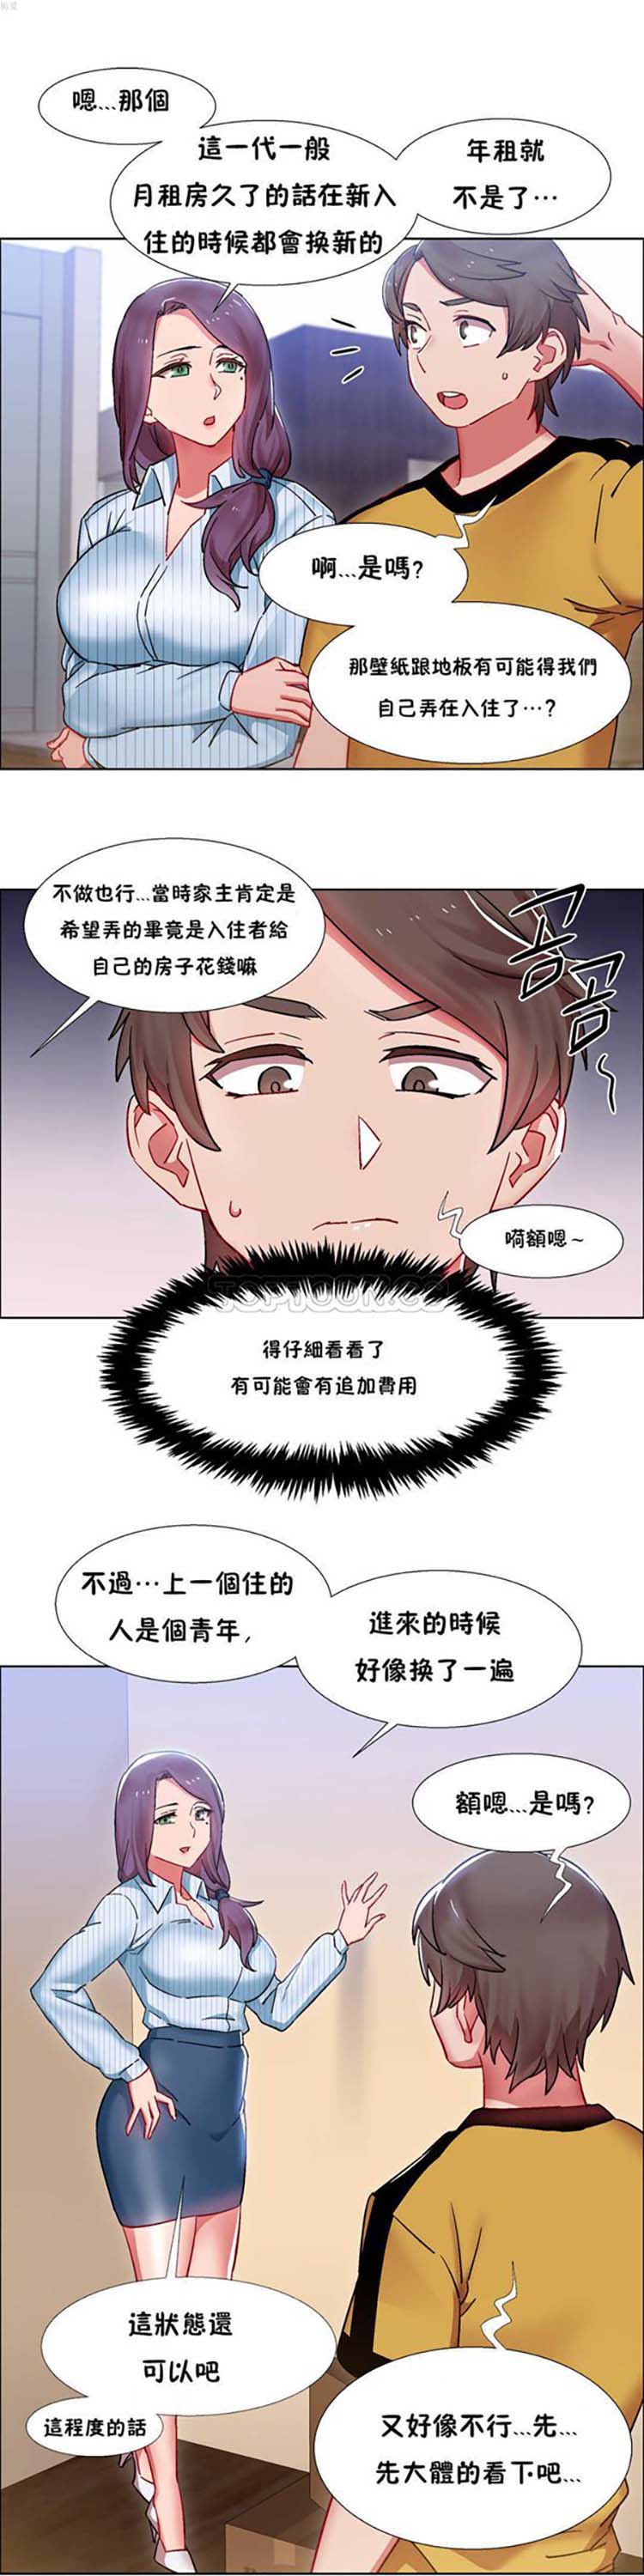 嗯…那個
這一代一般
月租房久了的話在新入
住的時候都會換新的
年租就
不是了…
啊…是嗎?
那壁紙跟地板有可能得我們
自己弄在入住了…?
不做也行…當時家主肯定是
希望弄的畢竟是入住者給
自己的房子花錢嘛
곰곰
嗬額嗯~
TOPTOON.CC
得仔細看看了
有可能會有追加費用
不過…上一個住的
人是個青年,
進來的時候
好像換了一遍
額嗯…是嗎?
這狀態還
可以吧
這程度的話
又好像不行…先…
先大體的看下吧…